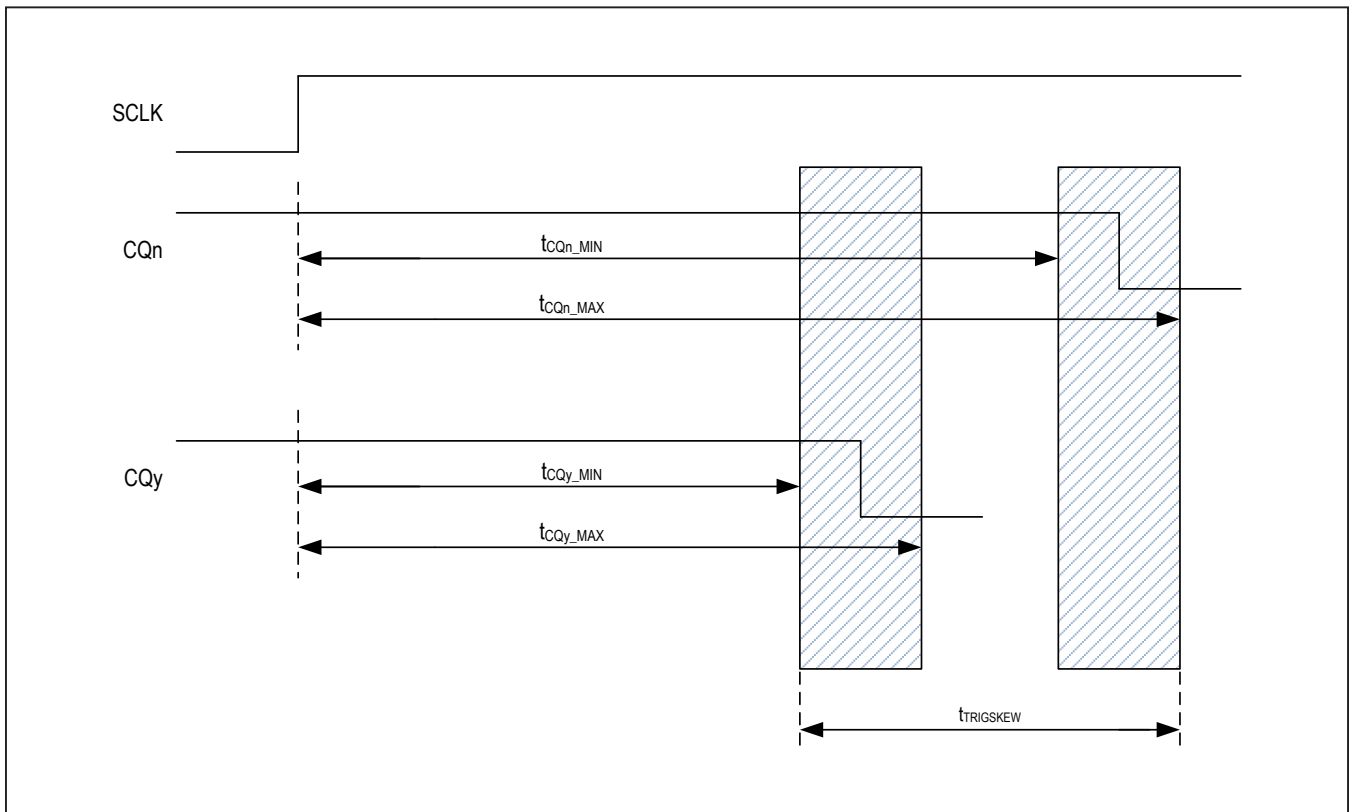 SCLK
CQn
tCQn_MIN
tCQn_MAX
CQy
tCQy_MIN
tCQy_MAX
tTRIGSKEW